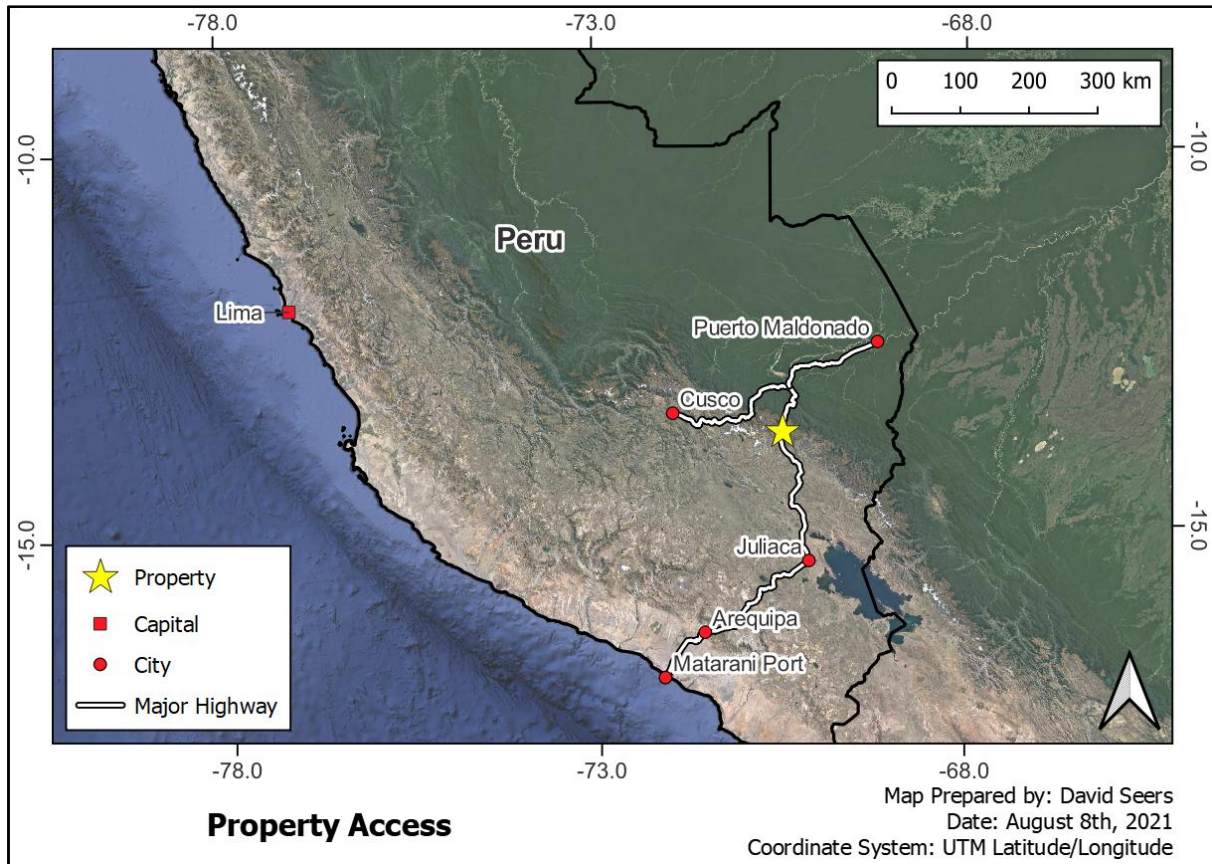 -78.0
-73.0
-68.0
0 100 200 300 km
-10.0
-10.0
Peru
Lima
Puerto Maldonado
Cusco
-15.0
-15.0
Juliaca
Arequipa
Matarani Port
Property
Capital
City
Major Highway
-78.0
-73.0
-68.0
Property Access
Map Prepared by: David Seers
Date: August 8th, 2021
Coordinate System: UTM Latitude/Longitude